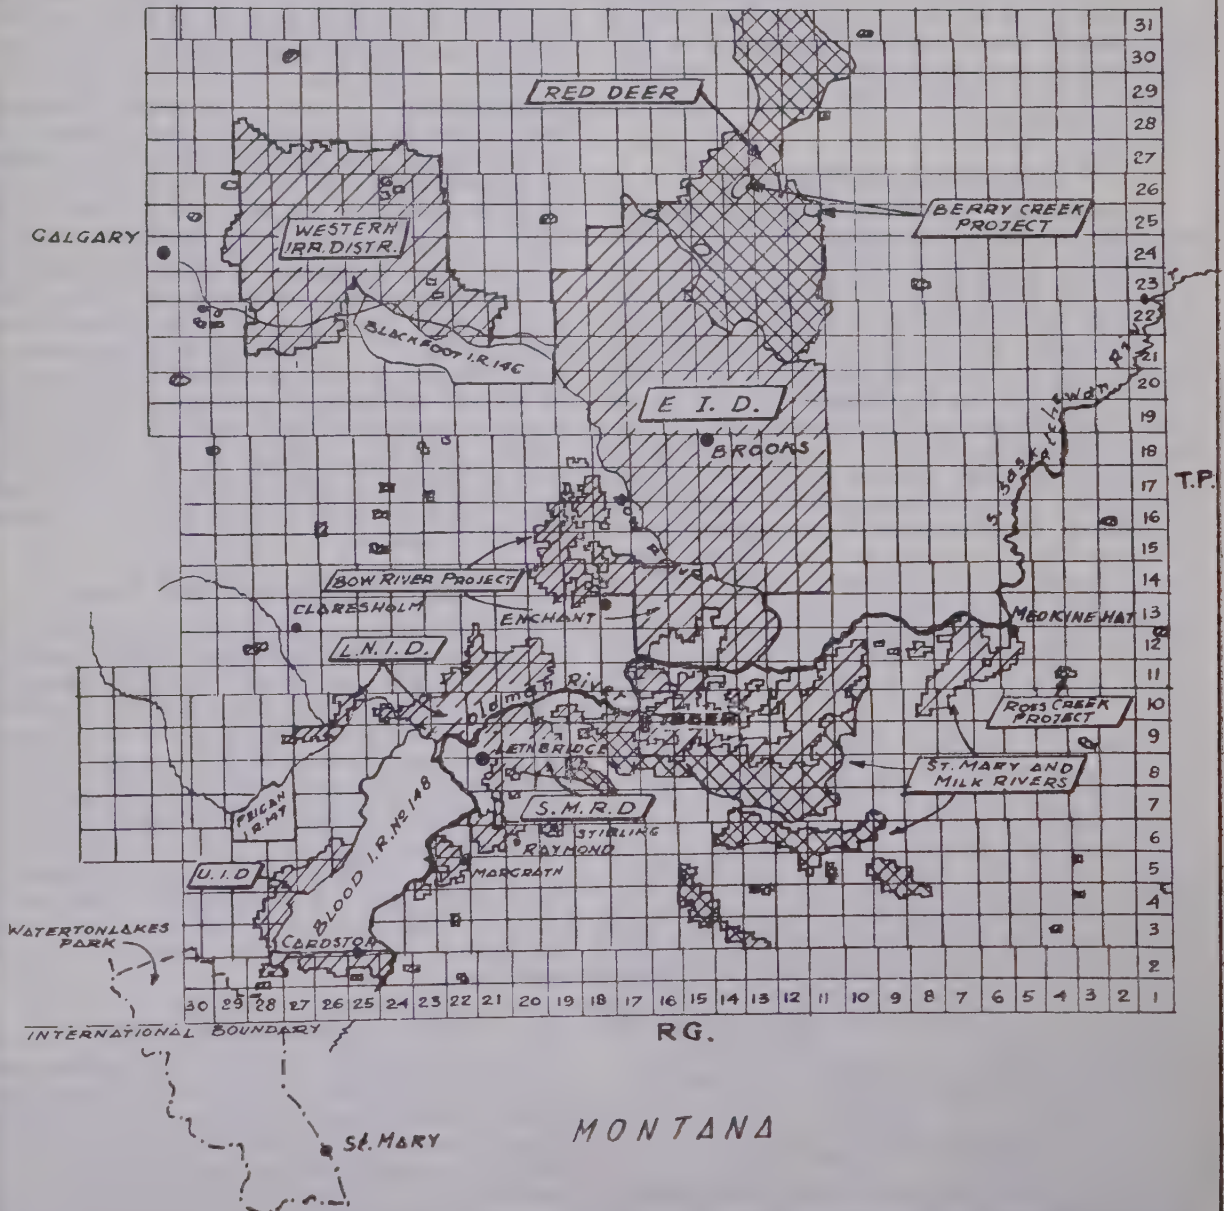 31
30
RED DEER
29
28
27
26
BERRY CREEK
PROJECT
25
WESTERN
IRR. DISTR.
CALGARY
24
23
22
BLACKFOOT I.R. 146
21
20
E I. D.
19
BROOKS
18
17
T.P.
S. Saskatchewan R.
16
15
BOW RIVER PROJECT
14
CLARESHOLM
ENCHANT
13
MEDICINE HAT
L.N.I.D.
12
11
Oldman River
10
ROSS CREEK
PROJECT
TABER
9
LETHBRIDGE
ST. MARY AND
MILK RIVERS
8
S.M.R.D
7
PEIGAN
I.R. 147
BLOOD I.R. Nº 148
STIRLING
6
RAYMOND
U.I.D
MAGRATH
5
4
WATERTON LAKES
PARK
3
CARDSTON
2
30 29 28 27 26 25 24 23 22 21 20 19 18 17 16 15 14 13 12 11 10 9 8 7 6 5 4 3 2 1
INTERNATIONAL BOUNDARY
RG.
MONTANA
St. MARY